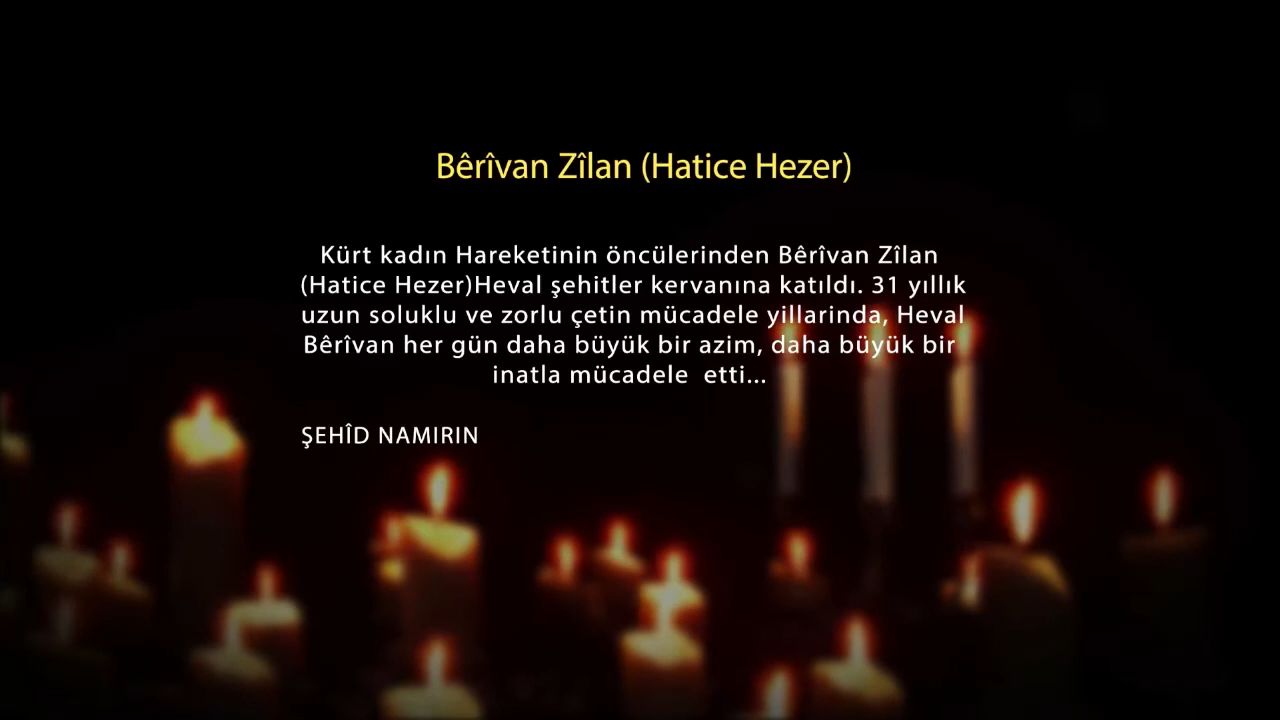 Bêrîvan Zîlan (Hatice Hezer)
Kürt kadın Hareketinin öncülerinden Bêrîvan Zîlan
(Hatice Hezer)Heval şehitler kervanına katıldı. 31 yıllık
uzun soluklu ve zorlu çetin mücadele yillarinda, Heval
Bêrîvan her gün daha büyük bir azim, daha büyük bir
inatla mücadele  etti...
ŞEHÎD NAMIRIN